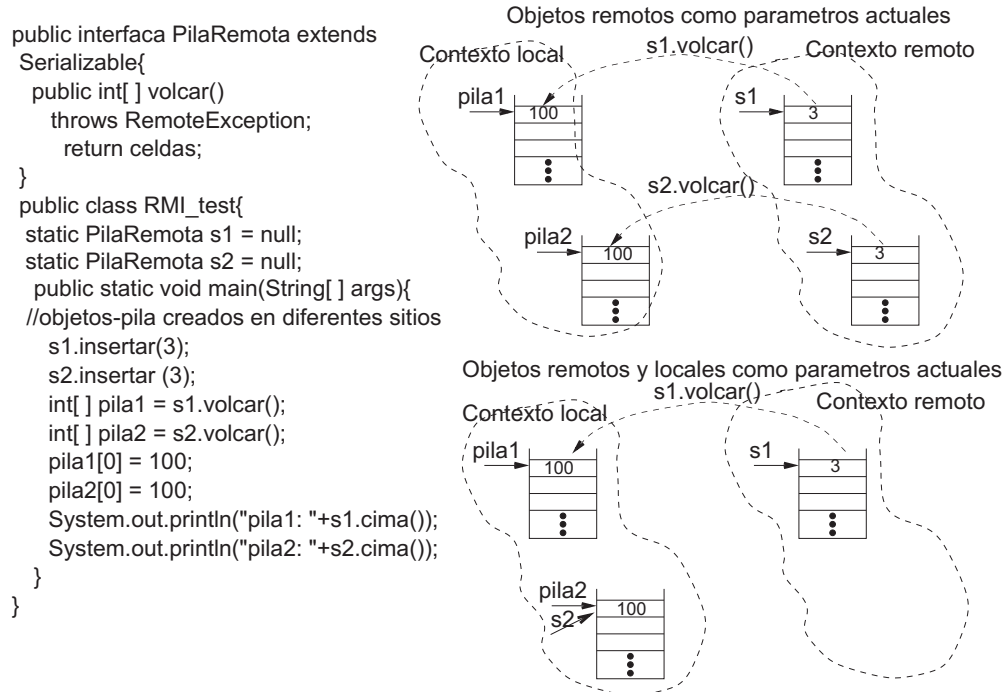 public interfaca PilaRemota extends
Serializable{
public int[ ] volcar()
throws RemoteException;
return celdas;
}
public class RMI_test{
static PilaRemota s1 = null;
static PilaRemota s2 = null;
public static void main(String[ ] args){
//objetos-pila creados en diferentes sitios
s1.insertar(3);
s2.insertar (3);
int[ ] pila1 = s1.volcar();
int[ ] pila2 = s2.volcar();
pila1[0] = 100;
pila2[0] = 100;
System.out.println("pila1: "+s1.cima());
System.out.println("pila2: "+s2.cima());
}
}
Objetos remotos como parametros actuales
Contexto local
s1.volcar()
Contexto remoto
pila1
100
s1
3
s2.volcar()
pila2
100
s2
3
Objetos remotos y locales como parametros actuales
Contexto local
s1.volcar()
Contexto remoto
pila1
100
s1
3
pila2
s2
100